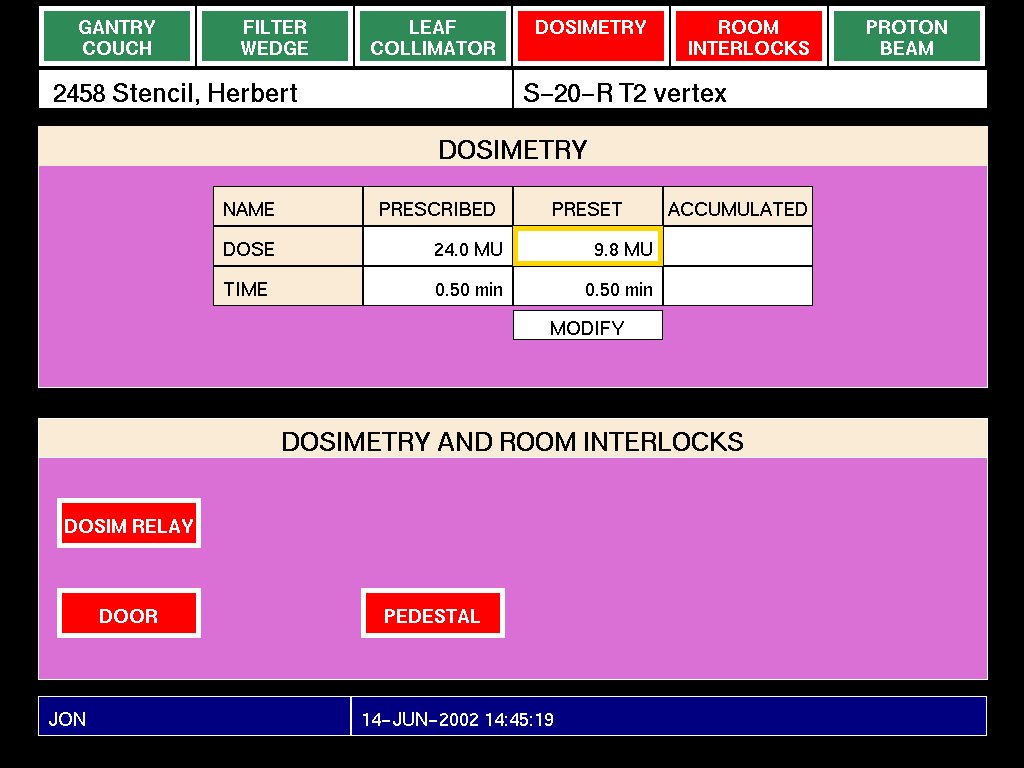 GANTRY COUCH
FILTER WEDGE
LEAF COLLIMATOR
DOSIMETRY
ROOM INTERLOCKS
PROTON BEAM
2458 Stencil, Herbert
S-20-R T2 vertex
DOSIMETRY
NAME PRESCRIBED PRESET ACCUMULATED
DOSE 24.0 MU 9.8 MU
TIME 0.50 min 0.50 min
MODIFY
DOSIMETRY AND ROOM INTERLOCKS
DOSIM RELAY
DOOR PEDESTAL
JON 14-JUN-2002 14:45:19